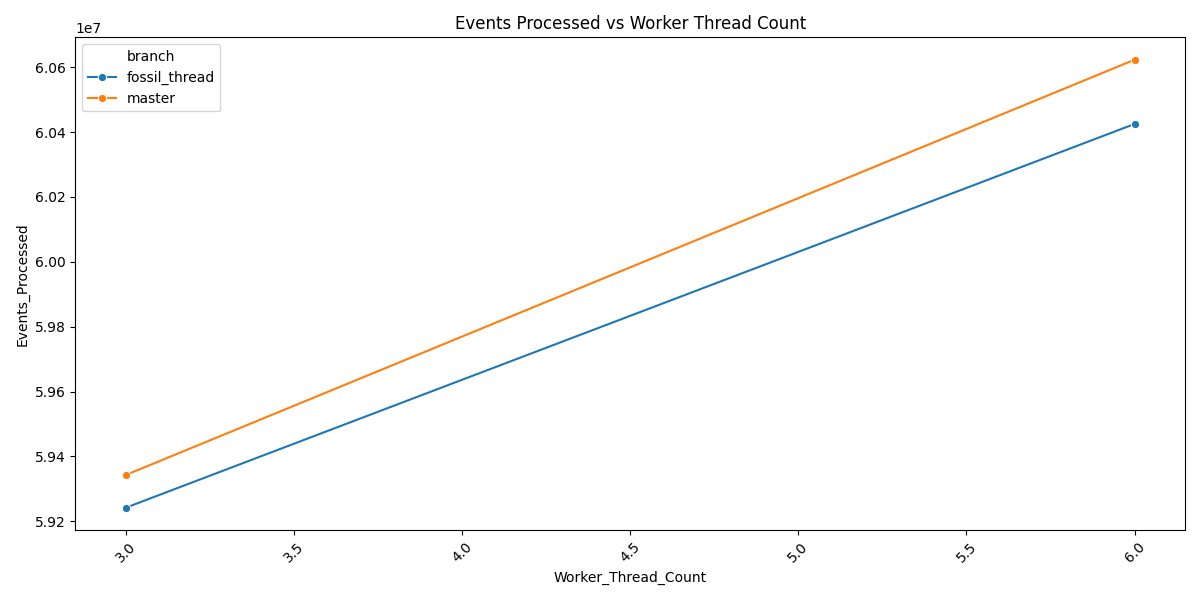 Events Processed vs Worker Thread Count
1e7
branch
fossil_thread
master
6.06
6.04
6.02
6.00
5.98
5.96
5.94
5.92
Events_Processed
3.0
3.5
4.0
4.5
5.0
5.5
6.0
Worker_Thread_Count